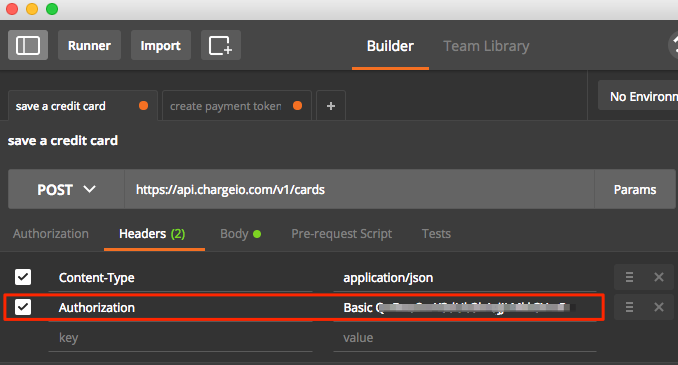 Runner Import Builder Team Library
No Environm
save a credit card create payment token +
save a credit card
POST https://api.chargeio.com/v1/cards Params
Authorization Headers (2) Body Pre-request Script Tests
Content-Type application/json
Authorization Basic
key value